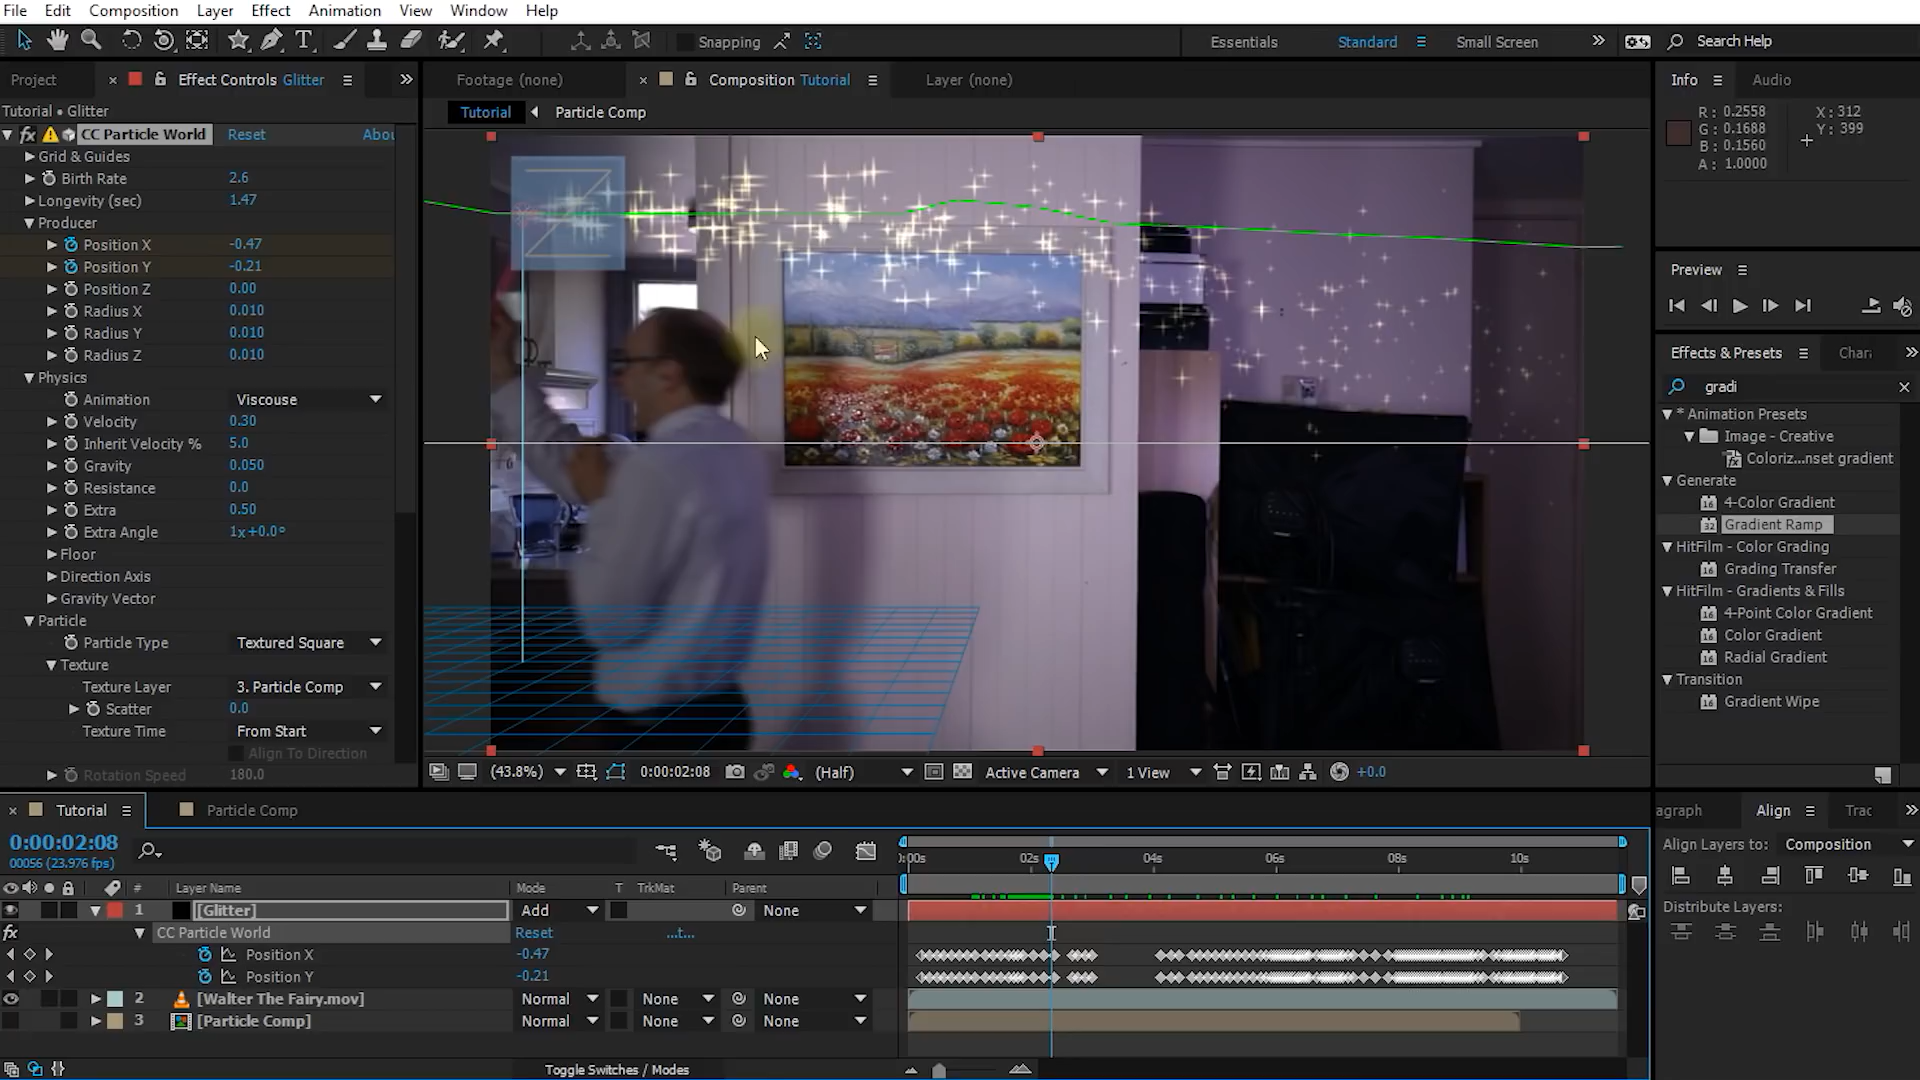 File Edit Composition Layer Effect Animation View Window Help
Snapping
Essentials Standard Small Screen Search Help
Project Effect Controls Glitter
Footage (none) Composition Tutorial Layer (none)
Info Audio
Tutorial • Glitter
Tutorial Particle Comp
R: 0.2558 X: 312
G: 0.1688 Y: 399
B: 0.1560
A: 1.0000
CC Particle World Reset Abou
Grid & Guides
Birth Rate 2.6
Longevity (sec) 1.47
Producer
Position X -0.47
Position Y -0.21
Position Z 0.00
Radius X 0.010
Radius Y 0.010
Radius Z 0.010
Physics
Animation Viscouse
Velocity 0.30
Inherit Velocity % 5.0
Gravity 0.050
Resistance 0.0
Extra 0.50
Extra Angle 1x+0.0°
Floor
Direction Axis
Gravity Vector
Particle
Particle Type Textured Square
Texture
Texture Layer 3. Particle Comp
Scatter 0.0
Texture Time From Start
Align To Direction
Rotation Speed 180.0
(43.8%) 0:00:02:08 (Half) Active Camera 1 View +0.0
Preview
Effects & Presets Char
gradi
* Animation Presets
Image - Creative
Coloriz...nset gradient
Generate
4-Color Gradient
Gradient Ramp
HitFilm - Color Grading
Grading Transfer
HitFilm - Gradients & Fills
4-Point Color Gradient
Color Gradient
Radial Gradient
Transition
Gradient Wipe
Tutorial Particle Comp
0:00:02:08
00056 (23.976 fps)
):00s 02s 04s 06s 08s 10s
# Layer Name Mode T TrkMat Parent
1 [Glitter] Add None
fx CC Particle World Reset ...t...
Position X -0.47
Position Y -0.21
2 [Walter The Fairy.mov] Normal None None
3 [Particle Comp] Normal None None
Toggle Switches / Modes
aragraph Align Trac
Align Layers to: Composition
Distribute Layers: